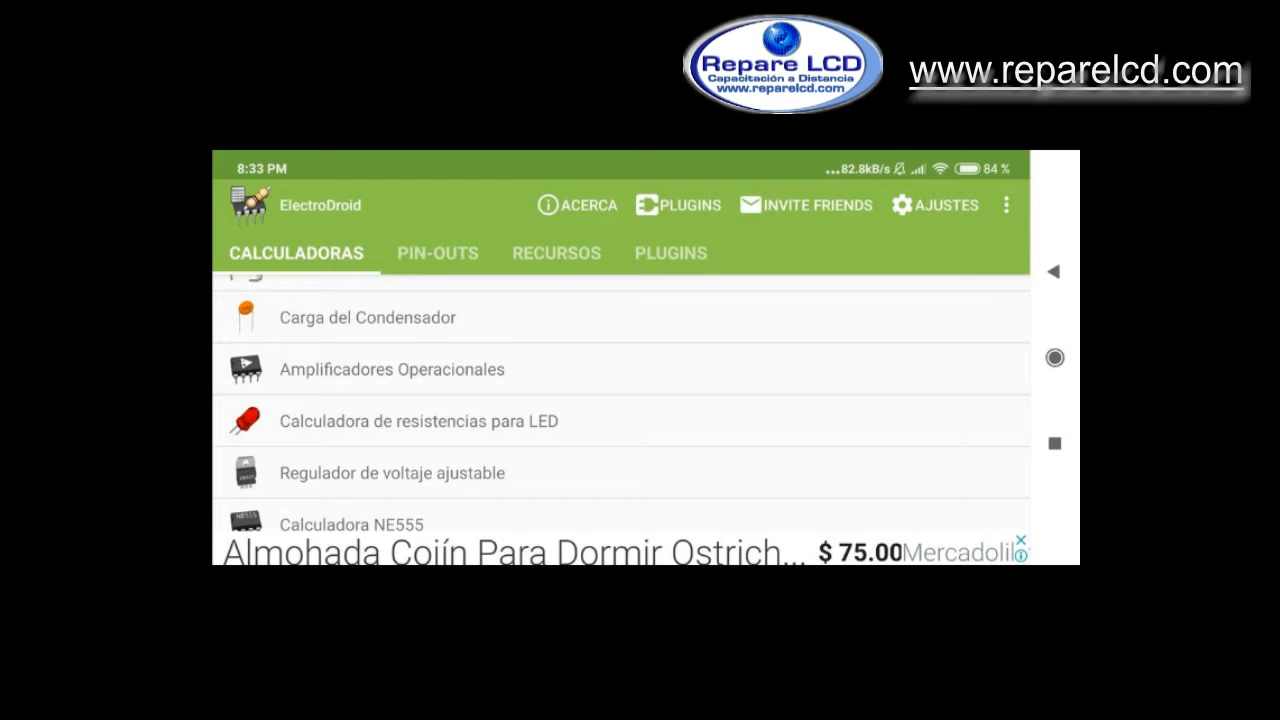 Repare LCD
Capacitación a Distancia
www.reparelcd.com
www.reparelcd.com
8:33 PM
...82.8kB/s 84 %
ElectroDroid
ACERCA PLUGINS INVITE FRIENDS AJUSTES
CALCULADORAS PIN-OUTS RECURSOS PLUGINS
Carga del Condensador
Amplificadores Operacionales
Calculadora de resistencias para LED
Regulador de voltaje ajustable
NE555
Calculadora NE555
Almohada Cojín Para Dormir Ostrich... $ 75.00